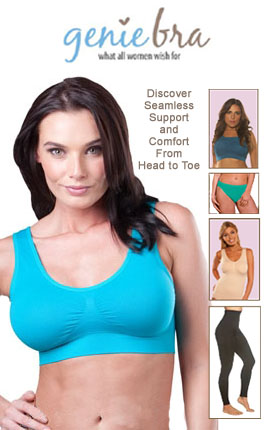 genie bra
what all women wish for
Discover
Seamless
Support
and
Comfort
From
Head to Toe